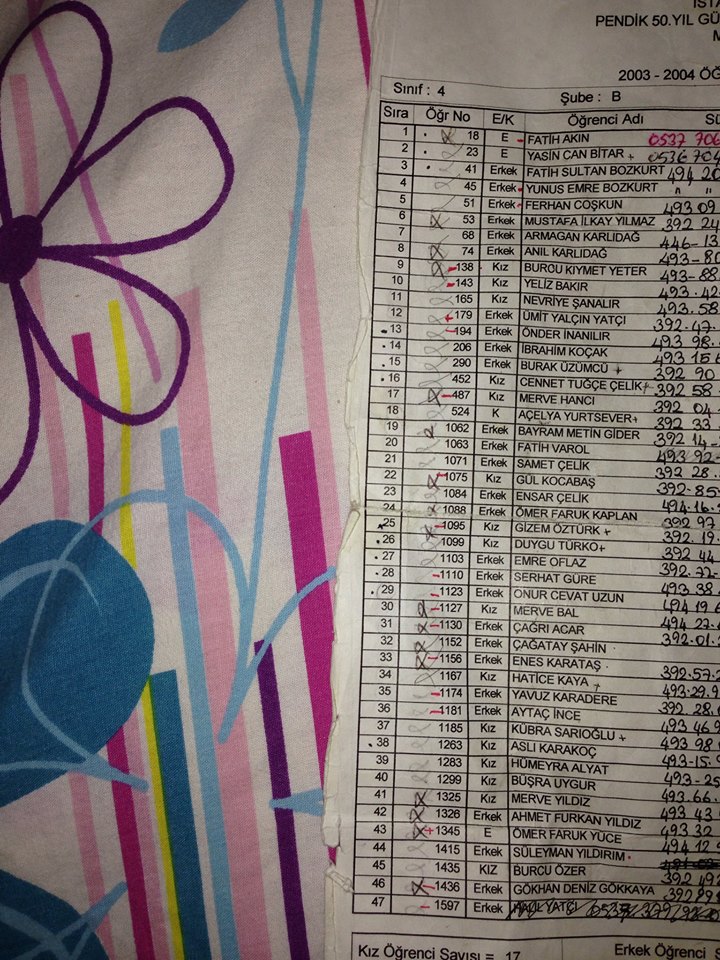 PENDİK 50.YIL GÜ
2003 - 2004 ÖĞ
Sınıf : 4 Şube : B
Sıra Öğr No E/K Öğrenci Adı
1 18 E FATİH AKIN 0537 706
2 23 E YASİN CAN BİTAR + 0536 704
3 41 Erkek FATİH SULTAN BOZKURT 494 20
4 45 Erkek YUNUS EMRE BOZKURT " "
5 51 Erkek FERHAN COŞKUN 493 09
6 53 Erkek MUSTAFA İLKAY YILMAZ 392 24
7 68 Erkek ARMAGAN KARLIDAĞ 446-13
8 74 Erkek ANIL KARLIDAĞ 493-80
9 138 Kız BURCU KIYMET YETER 493-88
10 143 Kız YELİZ BAKIR 493.42
11 165 Kız NEVRİYE ŞANALIR 493.58
12 179 Erkek ÜMİT YALÇIN YATÇI 392.47
13 194 Erkek ÖNDER İNANILIR 493 98
14 206 Erkek İBRAHİM KOÇAK 493 156
15 290 Erkek BURAK ÜZÜMCÜ + 392 90
16 452 Kız CENNET TUĞÇE ÇELİK + 392 58
17 487 Kız MERVE HANCI 392 04
18 524 K AÇELYA YURTSEVER + 392 33
19 1062 Erkek BAYRAM METİN GİDER 392 14
20 1063 Erkek FATİH VAROL 493 92
21 1071 Erkek SAMET ÇELİK 392 28
22 1075 Kız GÜL KOCABAŞ 392-85
23 1084 Erkek ENSAR ÇELİK 494.16
24 1088 Erkek ÖMER FARUK KAPLAN 392 97
25 1095 Kız GİZEM ÖZTÜRK + 392.19
26 1099 Kız DUYGU TÜRKO + 392 44
27 1103 Erkek EMRE OFLAZ 392-72
28 1110 Erkek SERHAT GÜRE 493.38
29 1123 Erkek ONUR CEVAT UZUN 494 196
30 1127 Kız MERVE BAL 494 27
31 1130 Erkek ÇAĞRI ACAR 392.01
32 1152 Erkek ÇAĞATAY ŞAHİN
33 1156 Erkek ENES KARATAŞ 392.57
34 1167 Kız HATİCE KAYA + 493.29
35 1174 Erkek YAVUZ KARADERE 392 28
36 1181 Erkek AYTAÇ İNCE 493 469
37 1185 Kız KÜBRA SARIOĞLU + 493 98
38 1263 Kız ASLI KARAKOÇ 493-15
39 1283 Kız HÜMEYRA ALYAT 493-25
40 1299 Kız BÜŞRA UYGUR 493.66
41 1325 Kız MERVE YILDIZ 493 43
42 1326 Erkek AHMET FURKAN YILDIZ 493 32
43 1345 E ÖMER FARUK YÜCE 494 12
44 1415 Erkek SÜLEYMAN YILDIRIM
45 1435 KIZ BURCU ÖZER 392 492
46 1436 Erkek GÖKHAN DENİZ GÖKKAYA
47 1597 Erkek
Kız Öğrenci Sayısı = 17 Erkek Öğrenci